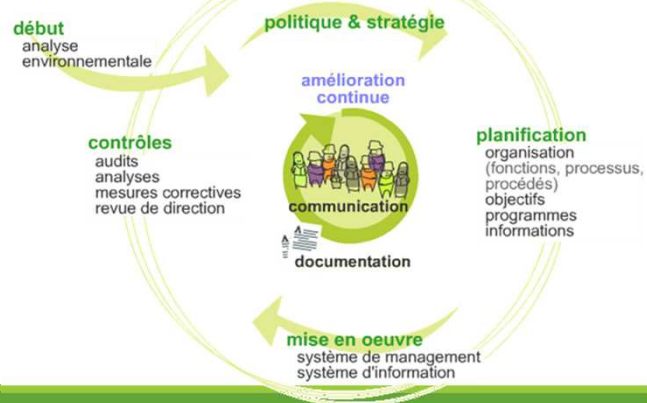 début
analyse
environnementale
politique & stratégie
amélioration
continue
contrôles
audits
analyses
mesures correctives
revue de direction
planification
organisation
(fonctions, processus,
procédés)
objectifs
programmes
informations
communication
documentation
mise en oeuvre
système de management
système d'information